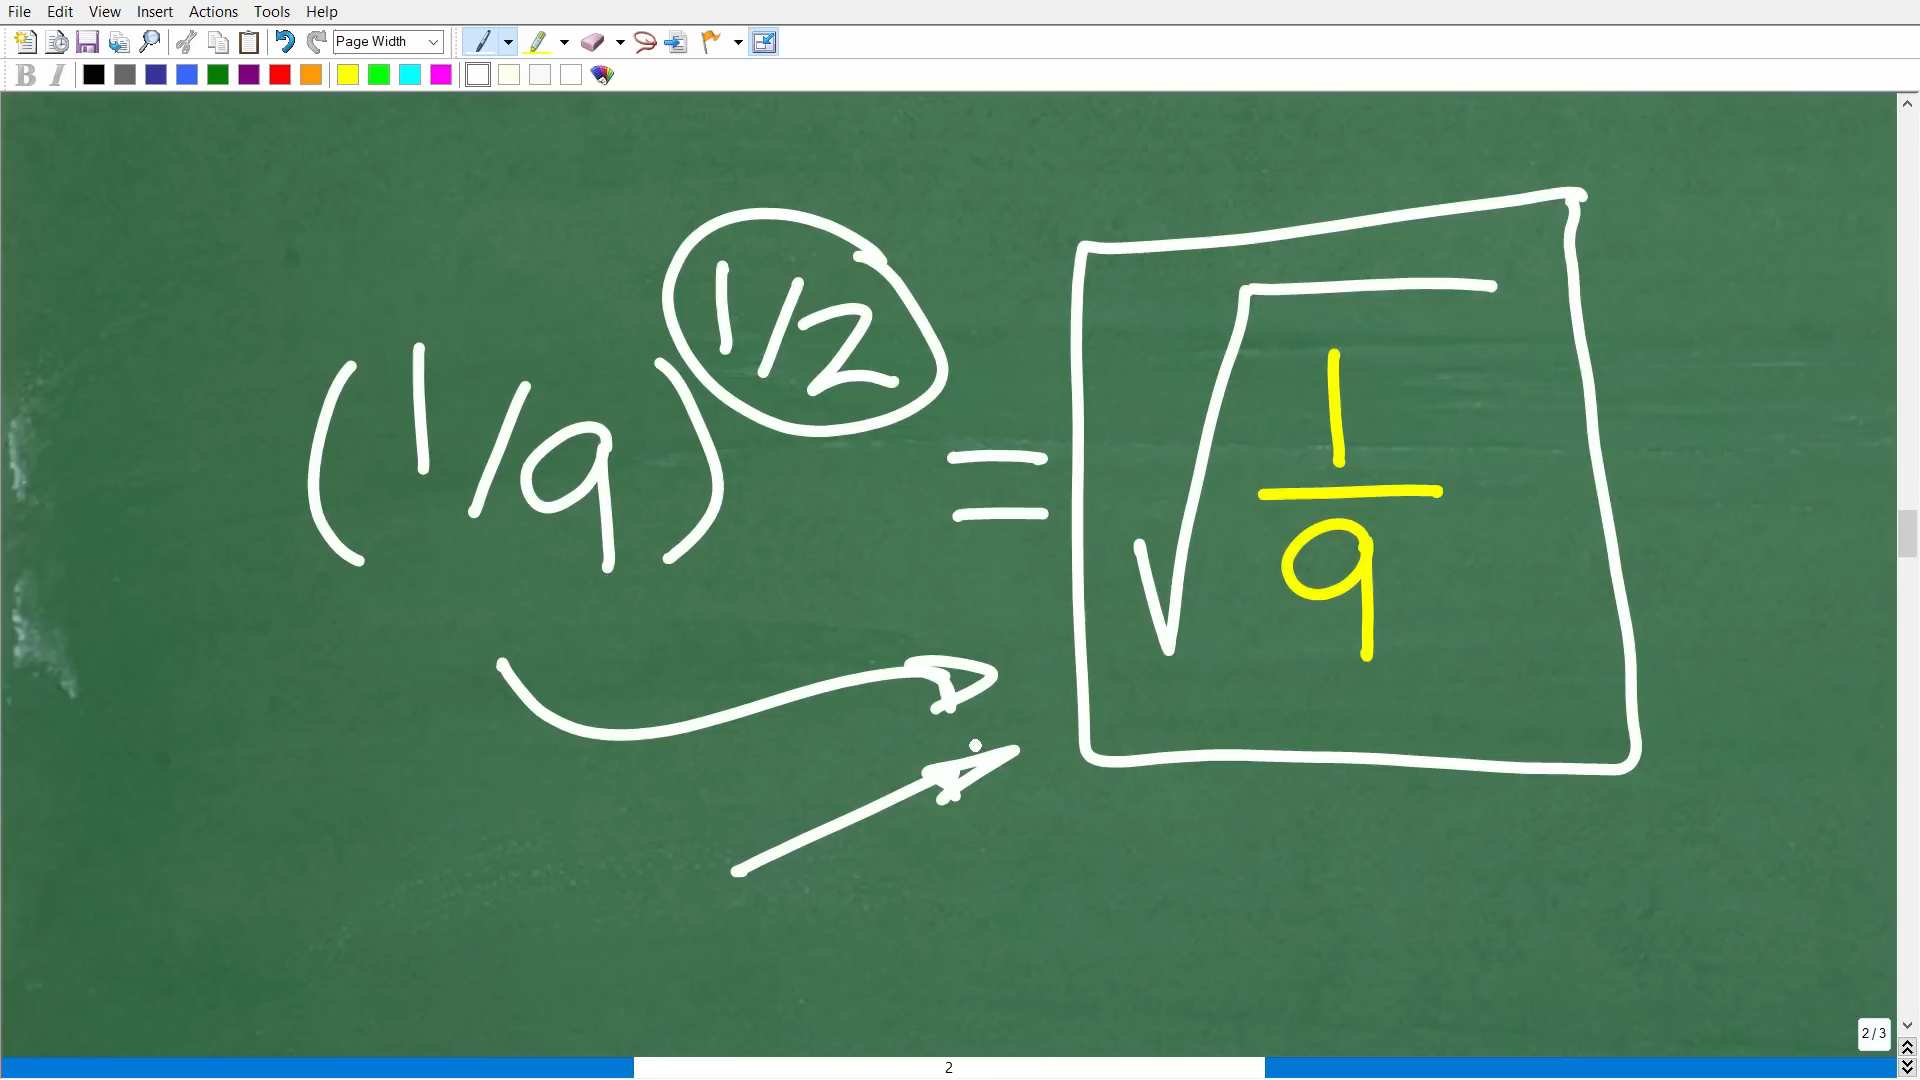 File Edit View Insert Actions Tools Help
Page Width
B I
(1/9)^{1/2} = √(1/9)
2 / 3
2